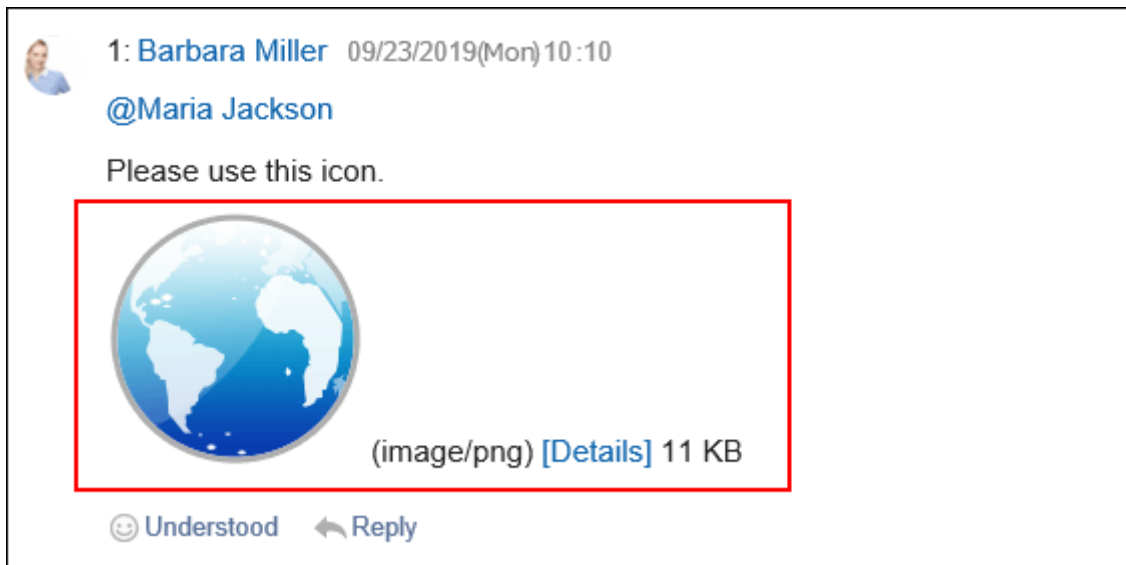 1: Barbara Miller 09/23/2019(Mon)10:10
@Maria Jackson
Please use this icon.
(image/png) [Details] 11 KB
Understood Reply